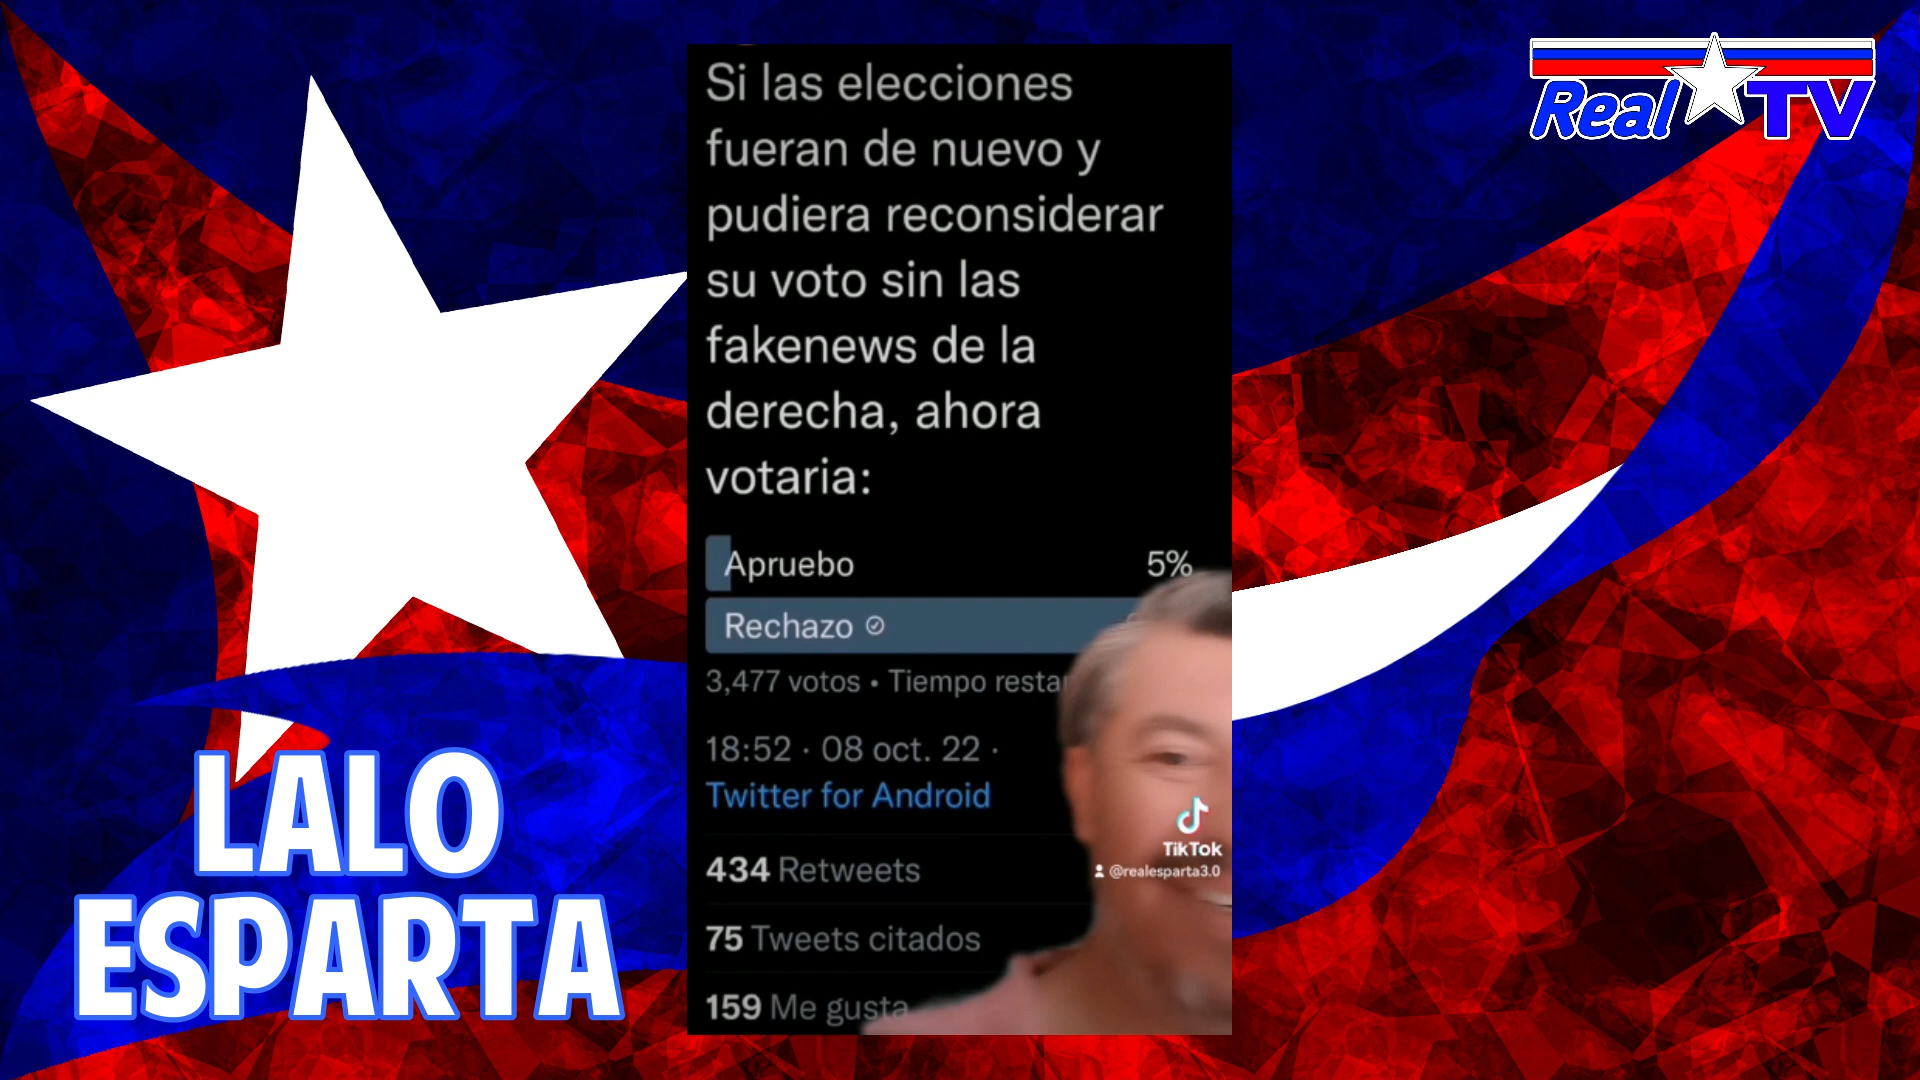 Real TV
Si las elecciones
fueran de nuevo y
pudiera reconsiderar
su voto sin las
fakenews de la
derecha, ahora
votaria:
Apruebo 5%
Rechazo
3,477 votos • Tiempo
18:52 · 08 oct. 22 ·
Twitter for Android
434 Retweets
75 Tweets citados
159 Me gusta
TikTok
@realesparta3.0
LALO
ESPARTA